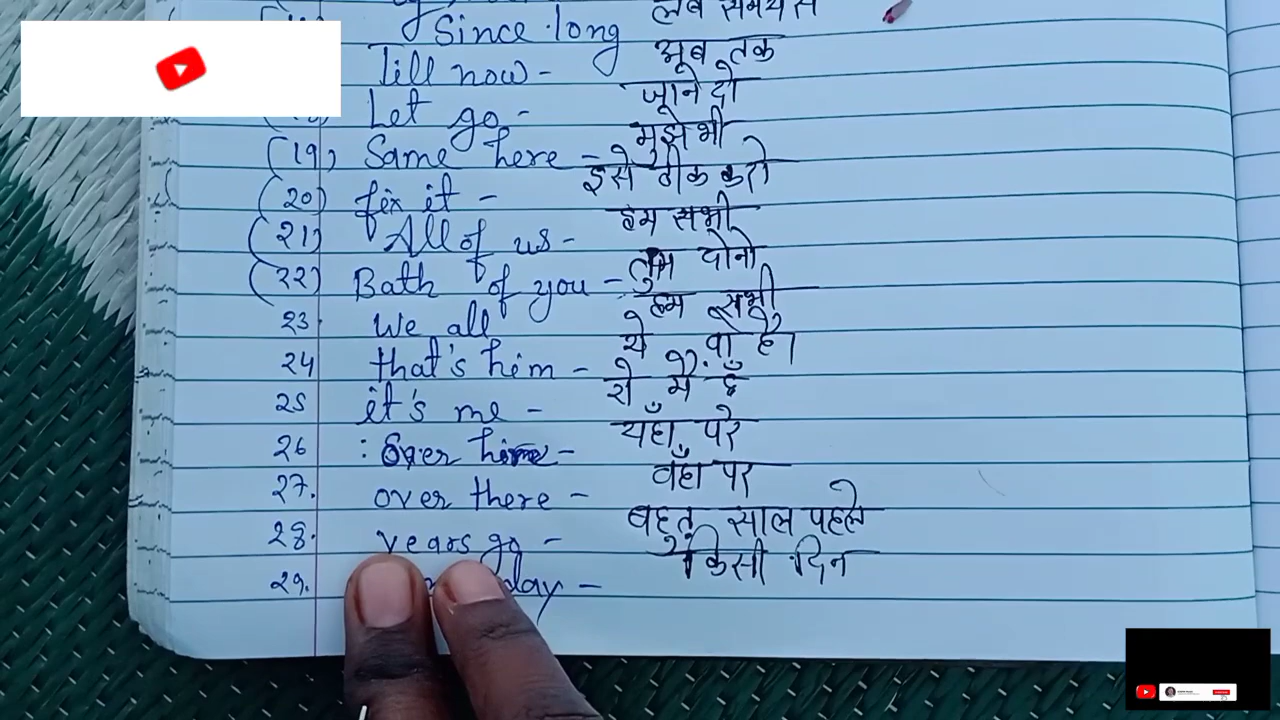 Since long लंबे समय से
Till now - अब तक
Let go - जाने दो
(19) Same here - मुझे भी
(20) fix it - इसे ठीक करो
(21) All of us - हम सभी
(22) Bath of you - तुम दोनो
23. We all हम सभी
24 that's him - ये वो है।
25 it's me - ये मैं हूँ
26 : Over - यहाँ पर
27. over there - वहाँ पर
28. years go - बहुत साल पहले
29. day - किसी दिन